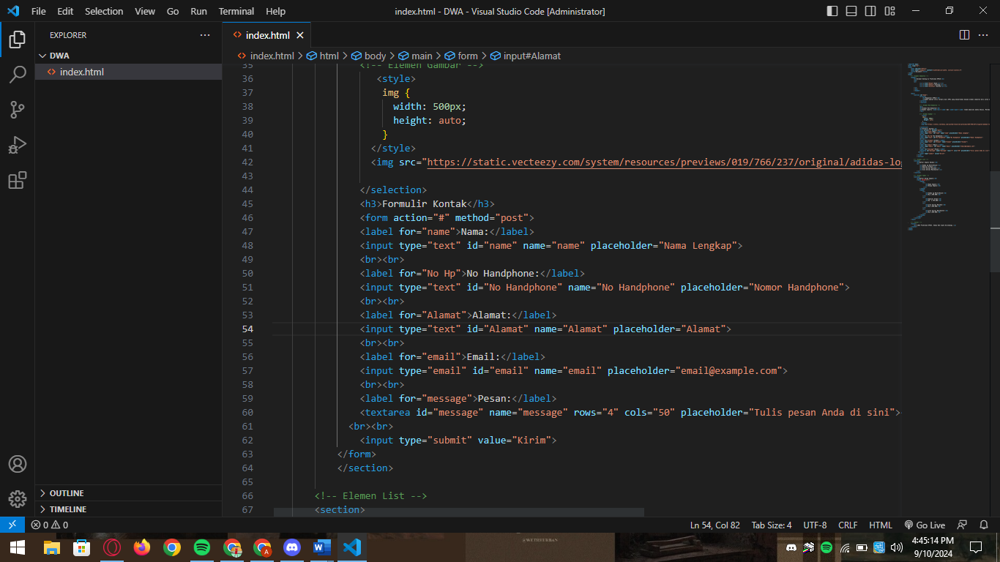 File Edit Selection View Go Run Terminal Help
index.html - DWA - Visual Studio Code [Administrator]
EXPLORER
DWA
index.html
OUTLINE
TIMELINE
index.html
index.html > html > body > main > form > input#Alamat
35 <!-- Elemen Gambar -->
36 <style>
37 img {
38 width: 500px;
39 height: auto;
40 }
41 </style>
42 <img src="https://static.vecteezy.com/system/resources/previews/019/766/237/original/adidas-lo
43
44 </selection>
45 <h3>Formulir Kontak</h3>
46 <form action="#" method="post">
47 <label for="name">Nama:</label>
48 <input type="text" id="name" name="name" placeholder="Nama Lengkap">
49 <br><br>
50 <label for="No Hp">No Handphone:</label>
51 <input type="text" id="No Handphone" name="No Handphone" placeholder="Nomor Handphone">
52 <br><br>
53 <label for="Alamat">Alamat:</label>
54 <input type="text" id="Alamat" name="Alamat" placeholder="Alamat">
55 <br><br>
56 <label for="email">Email:</label>
57 <input type="email" id="email" name="email" placeholder="email@example.com">
58 <br><br>
59 <label for="message">Pesan:</label>
60 <textarea id="message" name="message" rows="4" cols="50" placeholder="Tulis pesan Anda di sini">
61 <br><br>
62 <input type="submit" value="Kirim">
63 </form>
64 </section>
65
66 <!-- Elemen List -->
67 <section>
0 0
Ln 54, Col 82 Tab Size: 4 UTF-8 CRLF HTML Go Live
@WETHEURBAN
4:45:14 PM
9/10/2024